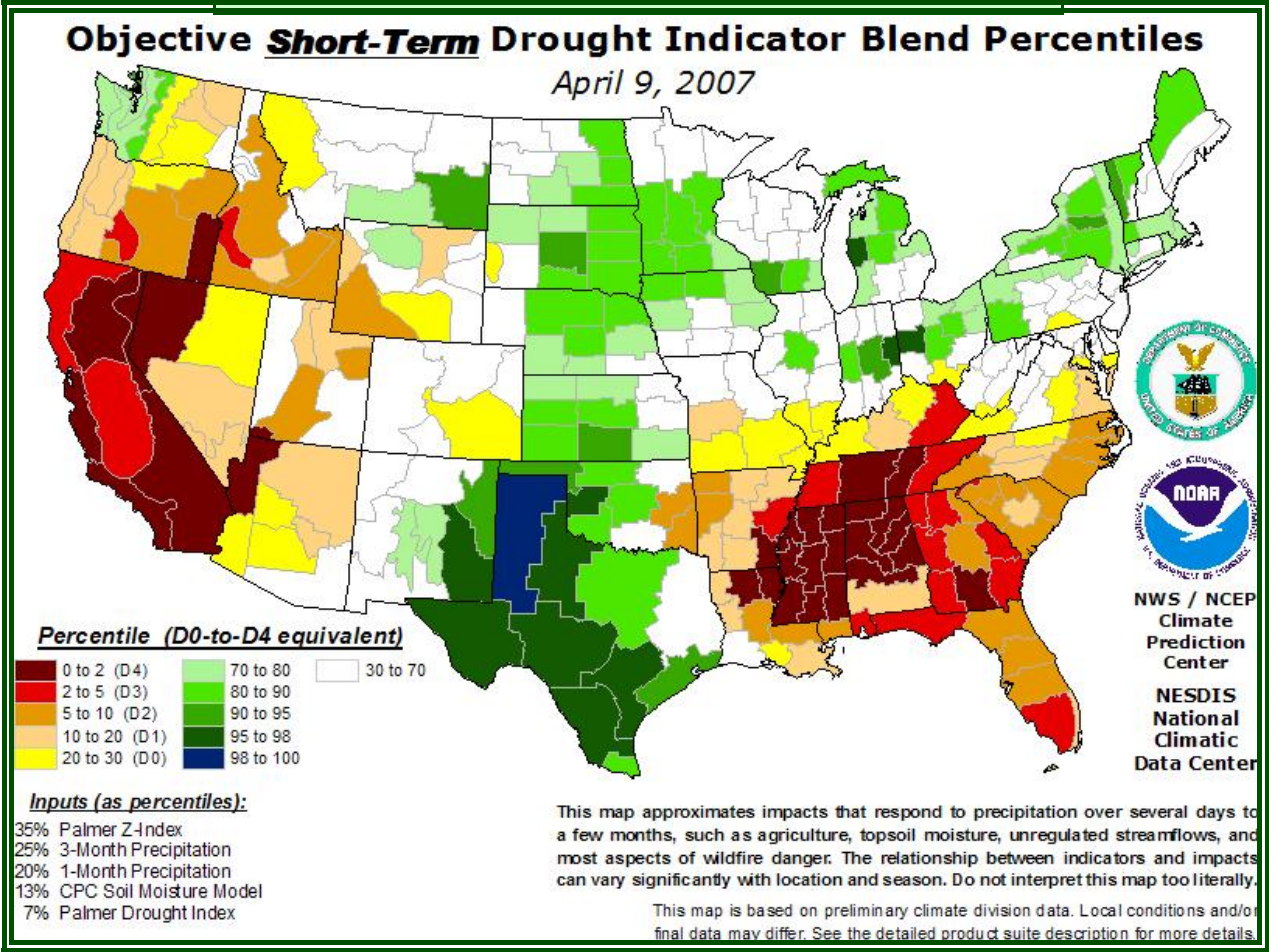 Objective Short-Term Drought Indicator Blend Percentiles
April 9, 2007
DEPARTMENT OF COMMERCE
UNITED STATES OF AMERICA
NOAA
NWS / NCEP
Climate
Prediction
Center
NESDIS
National
Climatic
Data Center
Percentile (D0-to-D4 equivalent)
0 to 2 (D4)
2 to 5 (D3)
5 to 10 (D2)
10 to 20 (D1)
20 to 30 (D0)
70 to 80
80 to 90
90 to 95
95 to 98
98 to 100
30 to 70
Inputs (as percentiles):
35% Palmer Z-Index
25% 3-Month Precipitation
20% 1-Month Precipitation
13% CPC Soil Moisture Model
7% Palmer Drought Index
This map approximates impacts that respond to precipitation over several days to
a few months, such as agriculture, topsoil moisture, unregulated streamflows, and
most aspects of wildfire danger. The relationship between indicators and impacts
can vary significantly with location and season. Do not interpret this map too literally.
This map is based on preliminary climate division data. Local conditions and/or
final data may differ. See the detailed product suite description for more details.